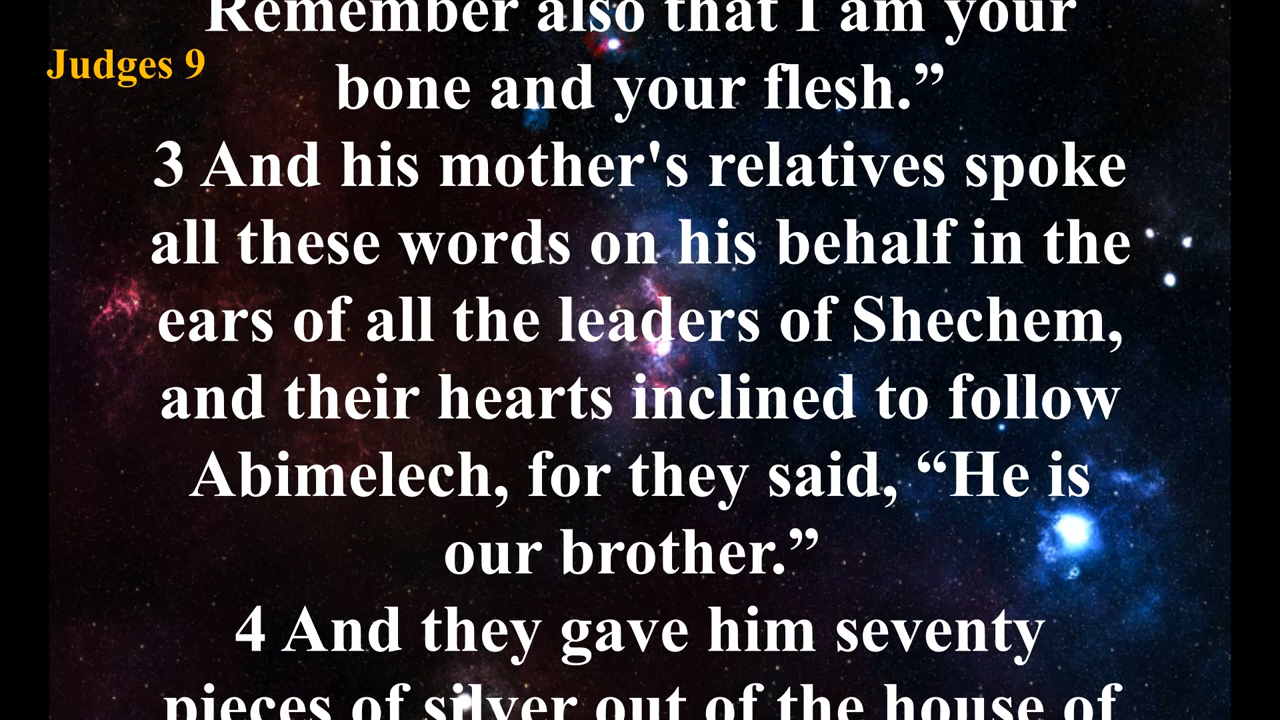 Remember also that I am your
Judges 9
bone and your flesh.”
3 And his mother's relatives spoke
all these words on his behalf in the
ears of all the leaders of Shechem,
and their hearts inclined to follow
Abimelech, for they said, “He is
our brother.”
4 And they gave him seventy
pieces of silver out of the house of